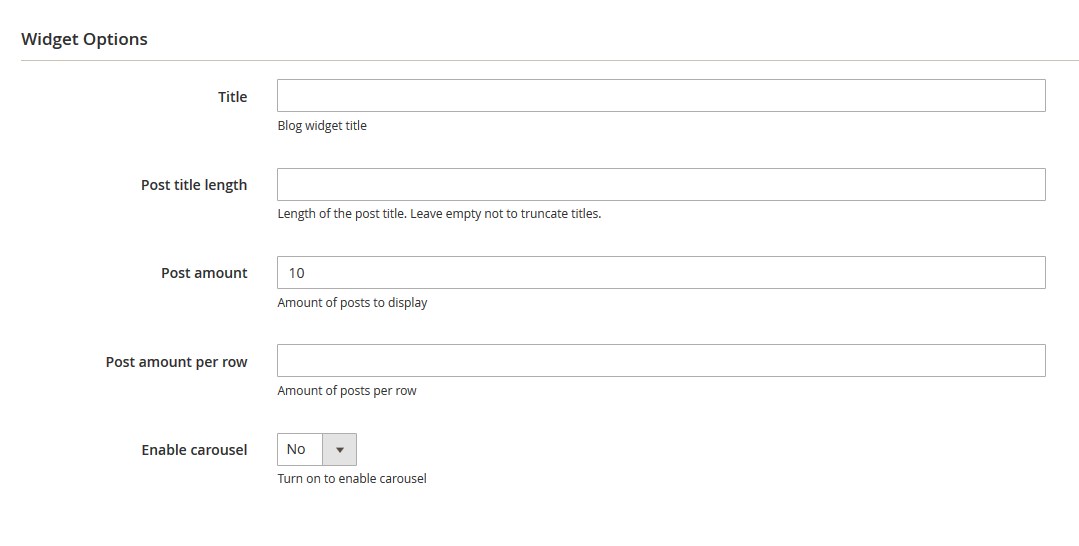 Widget Options
Title
Blog widget title
Post title length
Length of the post title. Leave empty not to truncate titles.
Post amount
10
Amount of posts to display
Post amount per row
Amount of posts per row
Enable carousel
No
Turn on to enable carousel